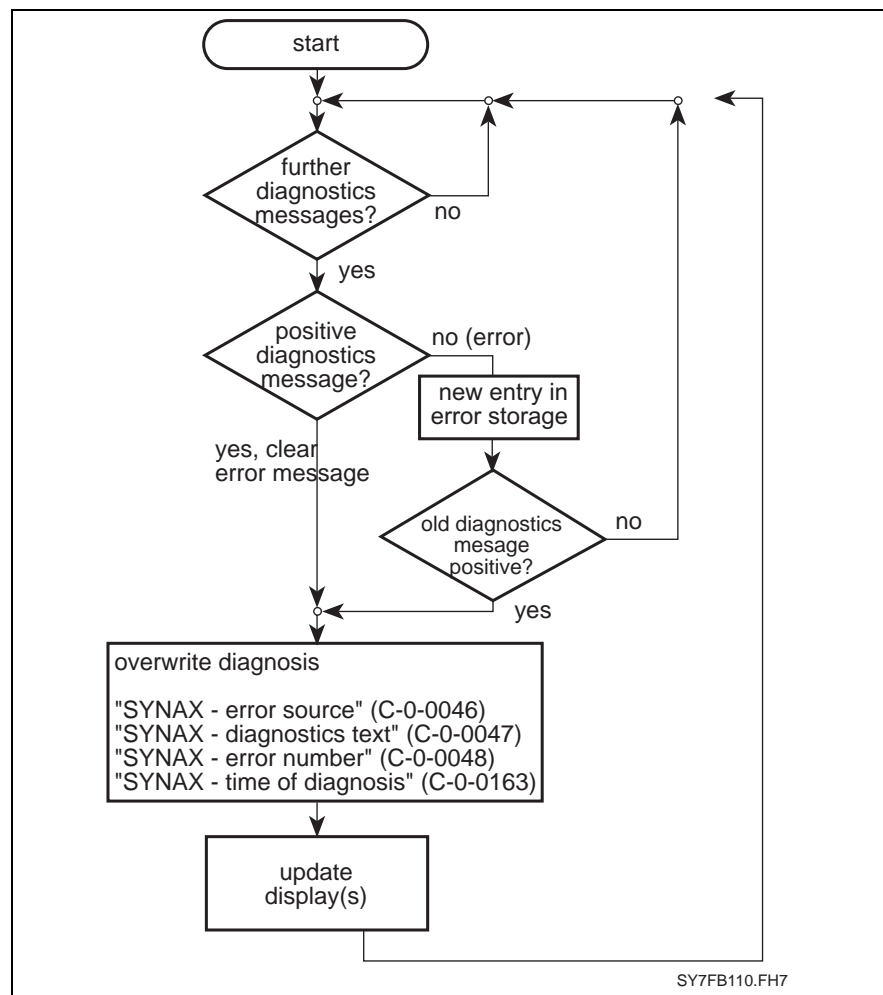 start
further
diagnostics
messages?
no
yes
positive
diagnostics
message?
no (error)
new entry in
error storage
yes, clear
error message
old diagnostics
mesage
positive?
no
yes
overwrite diagnosis
"SYNAX - error source" (C-0-0046)
"SYNAX - diagnostics text" (C-0-0047)
"SYNAX - error number" (C-0-0048)
"SYNAX - time of diagnosis" (C-0-0163)
update
display(s)
SY7FB110.FH7